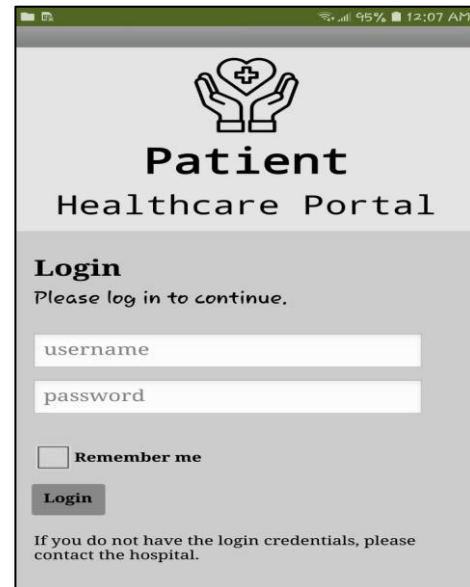 95% 12:07 AM
Patient
Healthcare Portal
Login
Please log in to continue.
username
password
Remember me
Login
If you do not have the login credentials, please
contact the hospital.